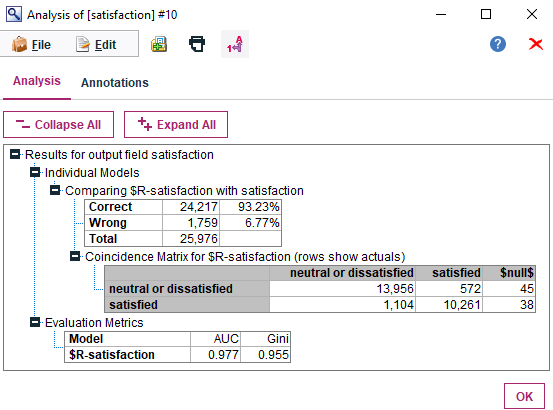 Analysis of [satisfaction] #10
File Edit
Analysis Annotations
Collapse All Expand All
Results for output field satisfaction
Individual Models
Comparing $R-satisfaction with satisfaction
Correct 24,217 93.23%
Wrong 1,759 6.77%
Total 25,976
Coincidence Matrix for $R-satisfaction (rows show actuals)
neutral or dissatisfied satisfied $null$
neutral or dissatisfied 13,956 572 45
satisfied 1,104 10,261 38
Evaluation Metrics
Model AUC Gini
$R-satisfaction 0.977 0.955
OK